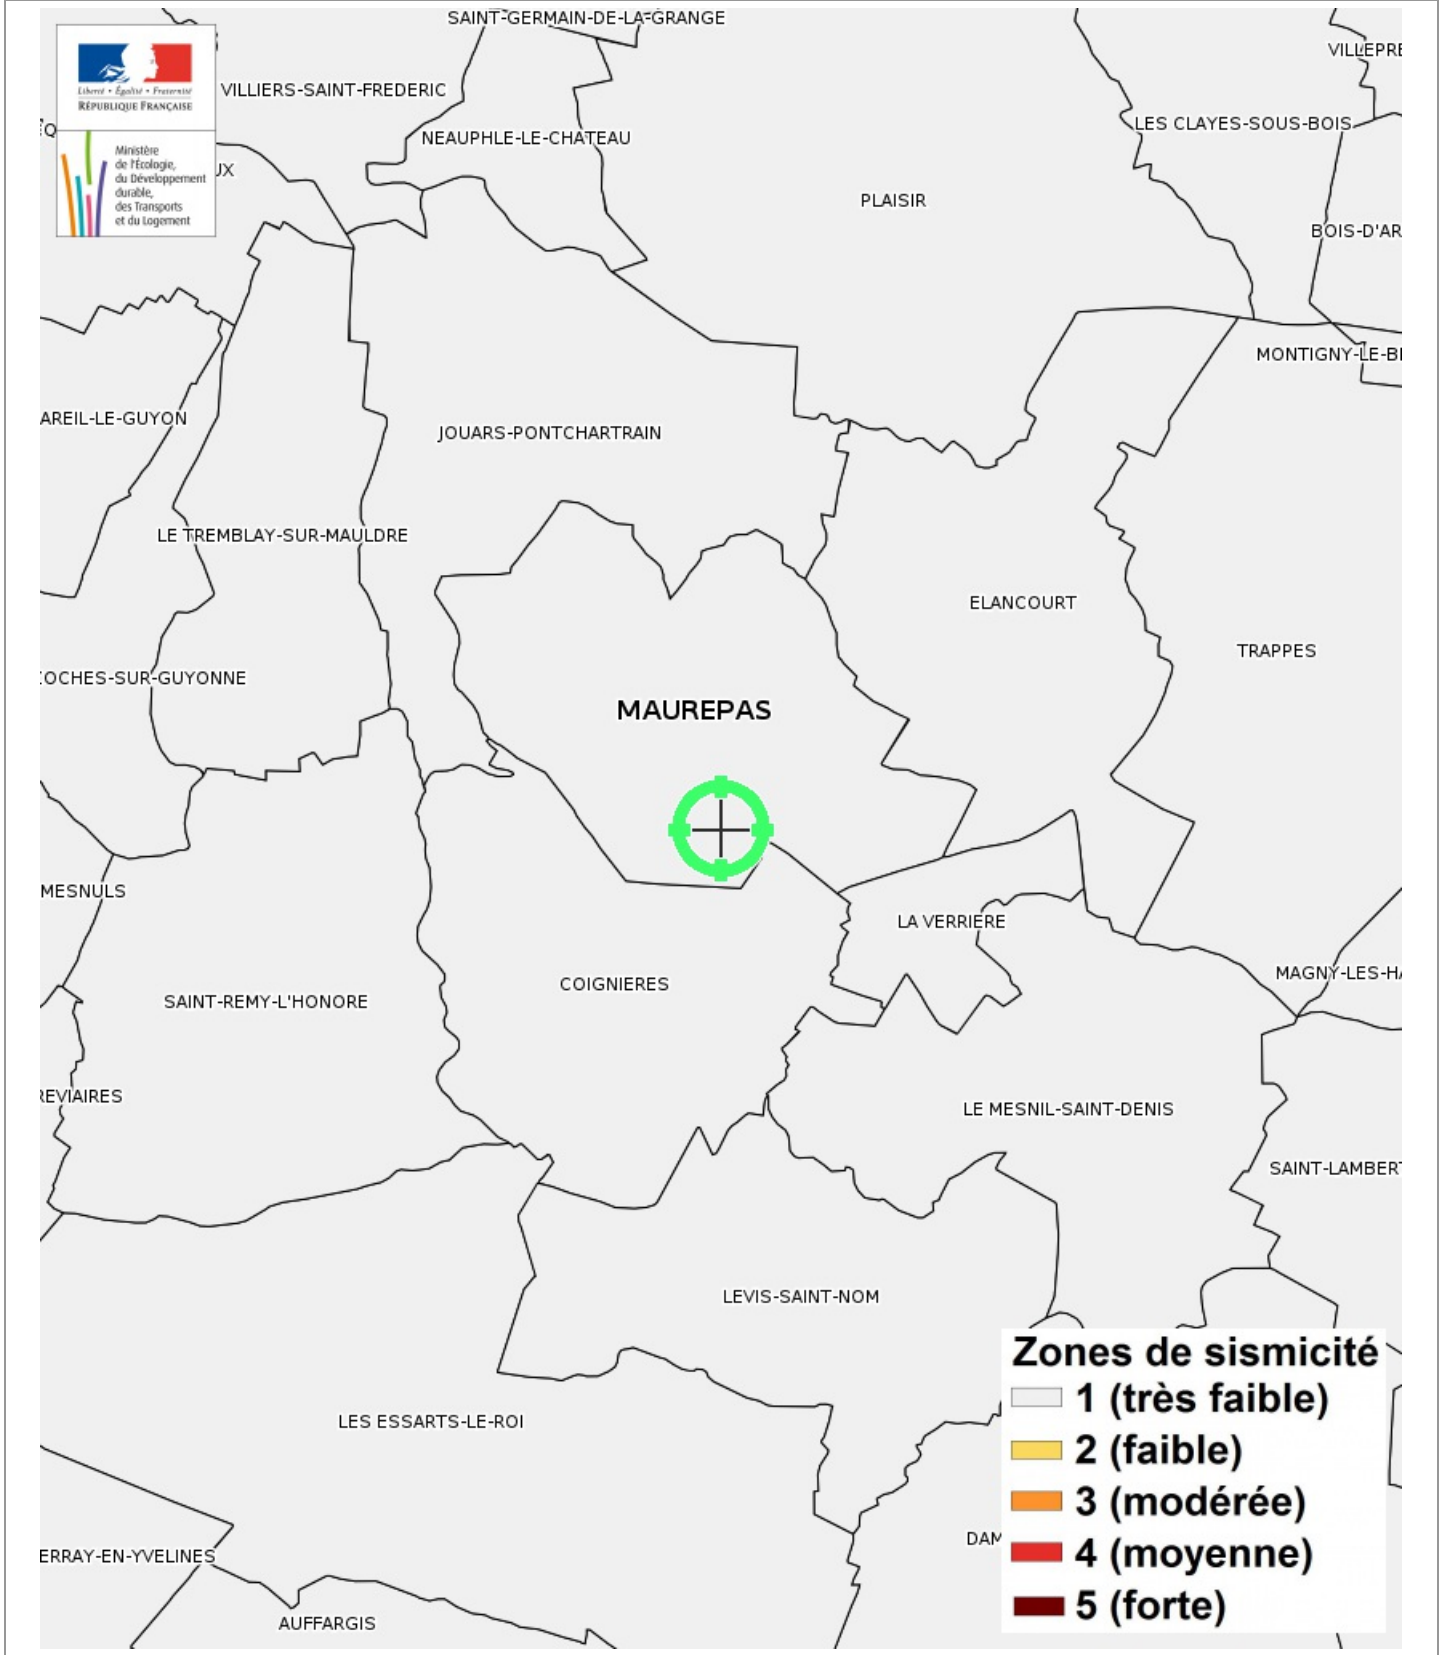 SAINT-GERMAIN-DE-LA-GRANGE
VILLEPRE
Liberté • Égalité • Fraternité
RÉPUBLIQUE FRANÇAISE
VILLIERS-SAINT-FREDERIC
NEAUPHLE-LE-CHATEAU
LES CLAYES-SOUS-BOIS
Ministère
de l'Écologie,
du Développement
durable,
des Transports
et du Logement
UX
PLAISIR
BOIS-D'AR
MONTIGNY-LE-B
AREIL-LE-GUYON
JOUARS-PONTCHARTRAIN
LE TREMBLAY-SUR-MAULDRE
ELANCOURT
TRAPPES
OCHES-SUR-GUYONNE
MAUREPAS
MESNULS
LA VERRIERE
MAGNY-LES-HA
COIGNIERES
SAINT-REMY-L'HONORE
REVIAIRES
LE MESNIL-SAINT-DENIS
SAINT-LAMBERT
LEVIS-SAINT-NOM
LES ESSARTS-LE-ROI
ERRAY-EN-YVELINES
AUFFARGIS
DAM
Zones de sismicité
1 (très faible)
2 (faible)
3 (modérée)
4 (moyenne)
5 (forte)